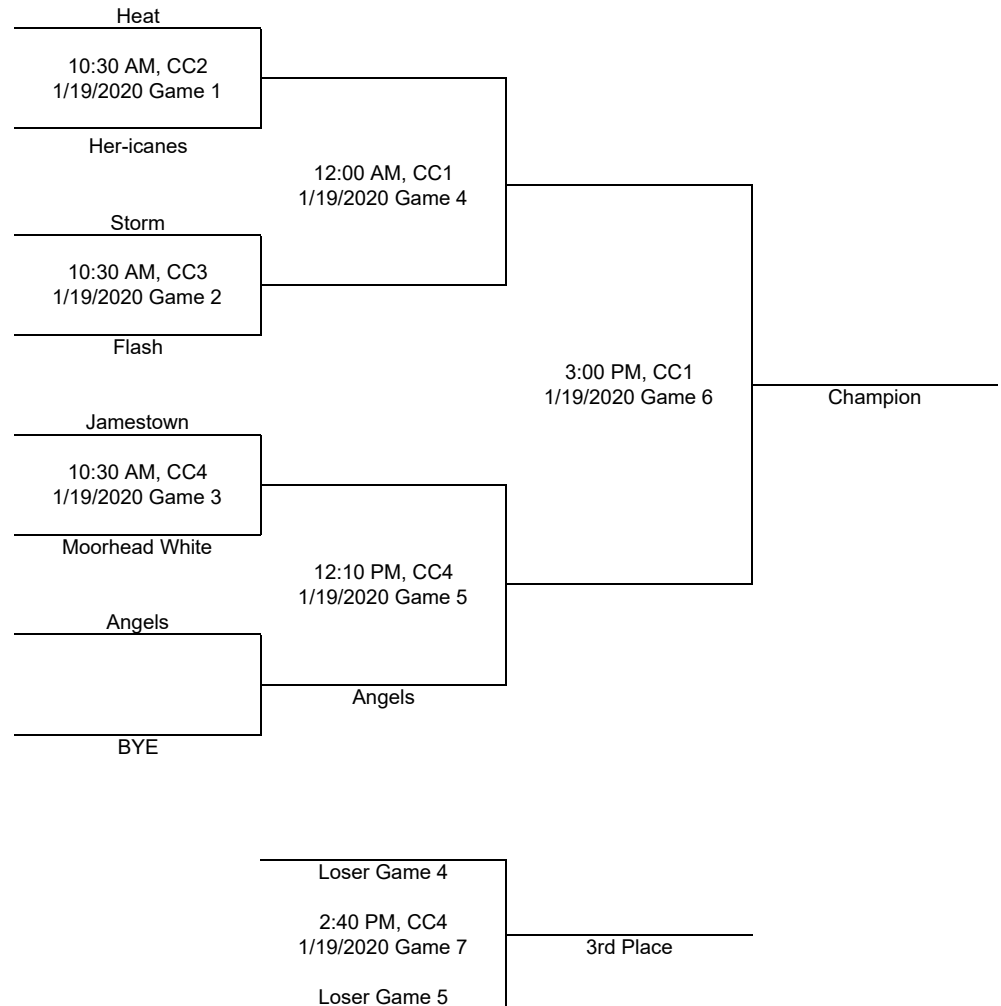 Heat
10:30 AM, CC2
1/19/2020 Game 1
Her-icanes
12:00 AM, CC1
1/19/2020 Game 4
Storm
10:30 AM, CC3
1/19/2020 Game 2
Flash
3:00 PM, CC1
1/19/2020 Game 6
Champion
Jamestown
10:30 AM, CC4
1/19/2020 Game 3
Moorhead White
12:10 PM, CC4
1/19/2020 Game 5
Angels
Angels
BYE
Loser Game 4
2:40 PM, CC4
1/19/2020 Game 7
3rd Place
Loser Game 5